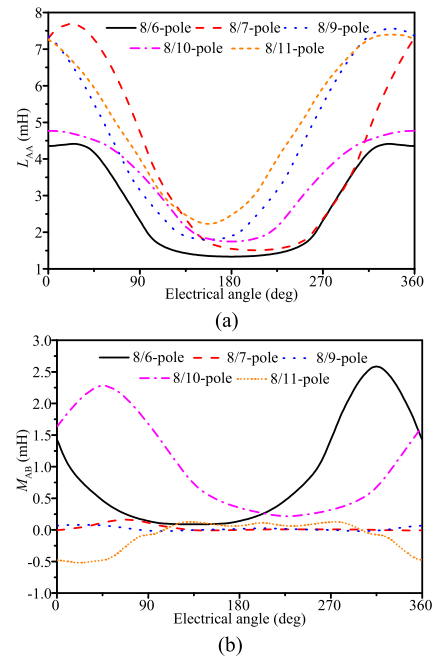 8/6-pole 8/7-pole 8/9-pole
8/10-pole 8/11-pole
8.5
7
5.5
4
2.5
1
L_AA (mH)
0 90 180 270 360
Electrical angle (deg)
(a)
8/6-pole 8/7-pole 8/9-pole
8/10-pole 8/11-pole
3.0
2.5
2.0
1.5
1.0
0.5
0.0
-0.5
-1.0
M_AB (mH)
0 90 180 270 360
Electrical angle (deg)
(b)